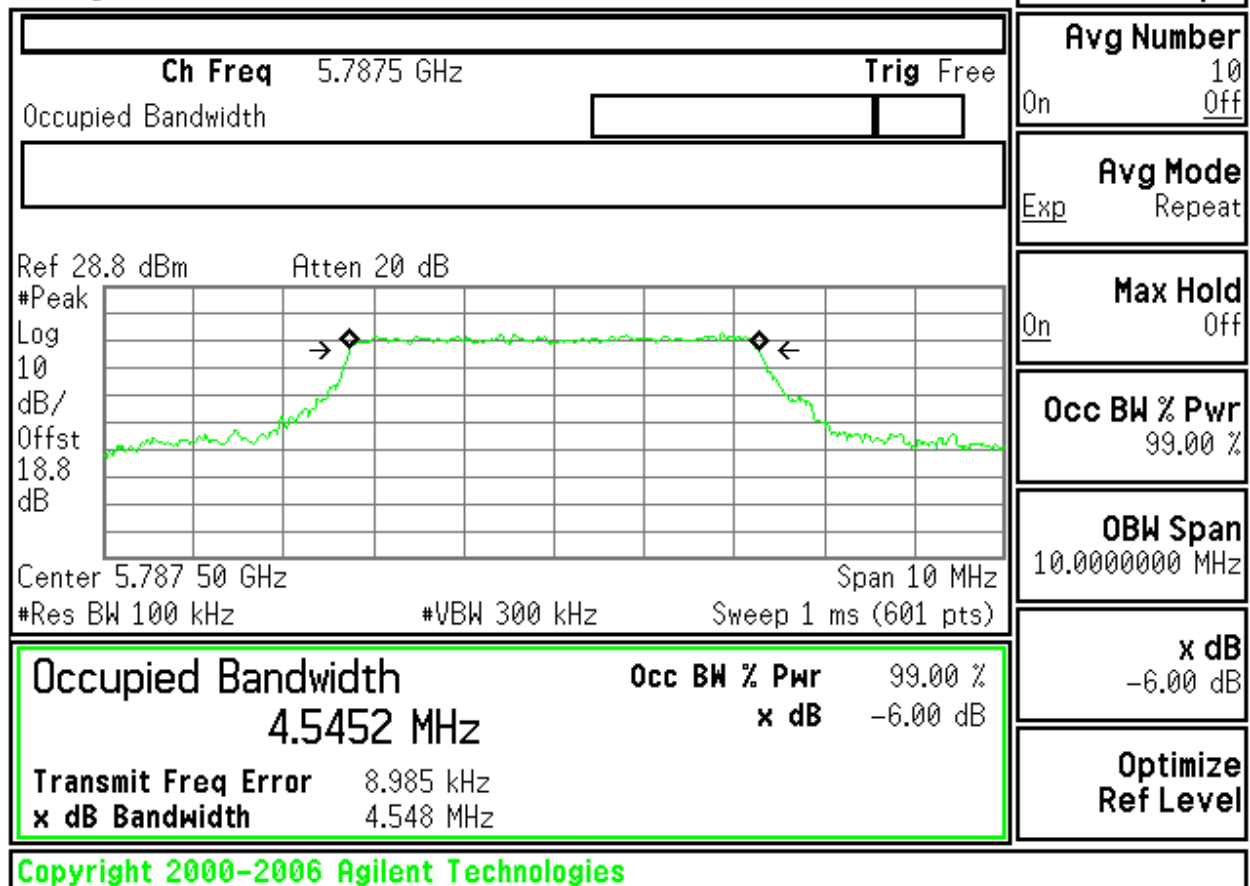 Ch Freq 5.7875 GHz Trig Free
Occupied Bandwidth
Ref 28.8 dBm Atten 20 dB
#Peak
Log
10
dB/
Offst
18.8
dB
Center 5.787 50 GHz Span 10 MHz
#Res BW 100 kHz #VBW 300 kHz Sweep 1 ms (601 pts)
Occupied Bandwidth Occ BW % Pwr 99.00 %
4.5452 MHz x dB -6.00 dB
Transmit Freq Error 8.985 kHz
x dB Bandwidth 4.548 MHz
Copyright 2000-2006 Agilent Technologies
Avg Number
10
On Off
Avg Mode
Exp Repeat
Max Hold
On Off
Occ BW % Pwr
99.00 %
OBW Span
10.0000000 MHz
x dB
-6.00 dB
Optimize
Ref Level